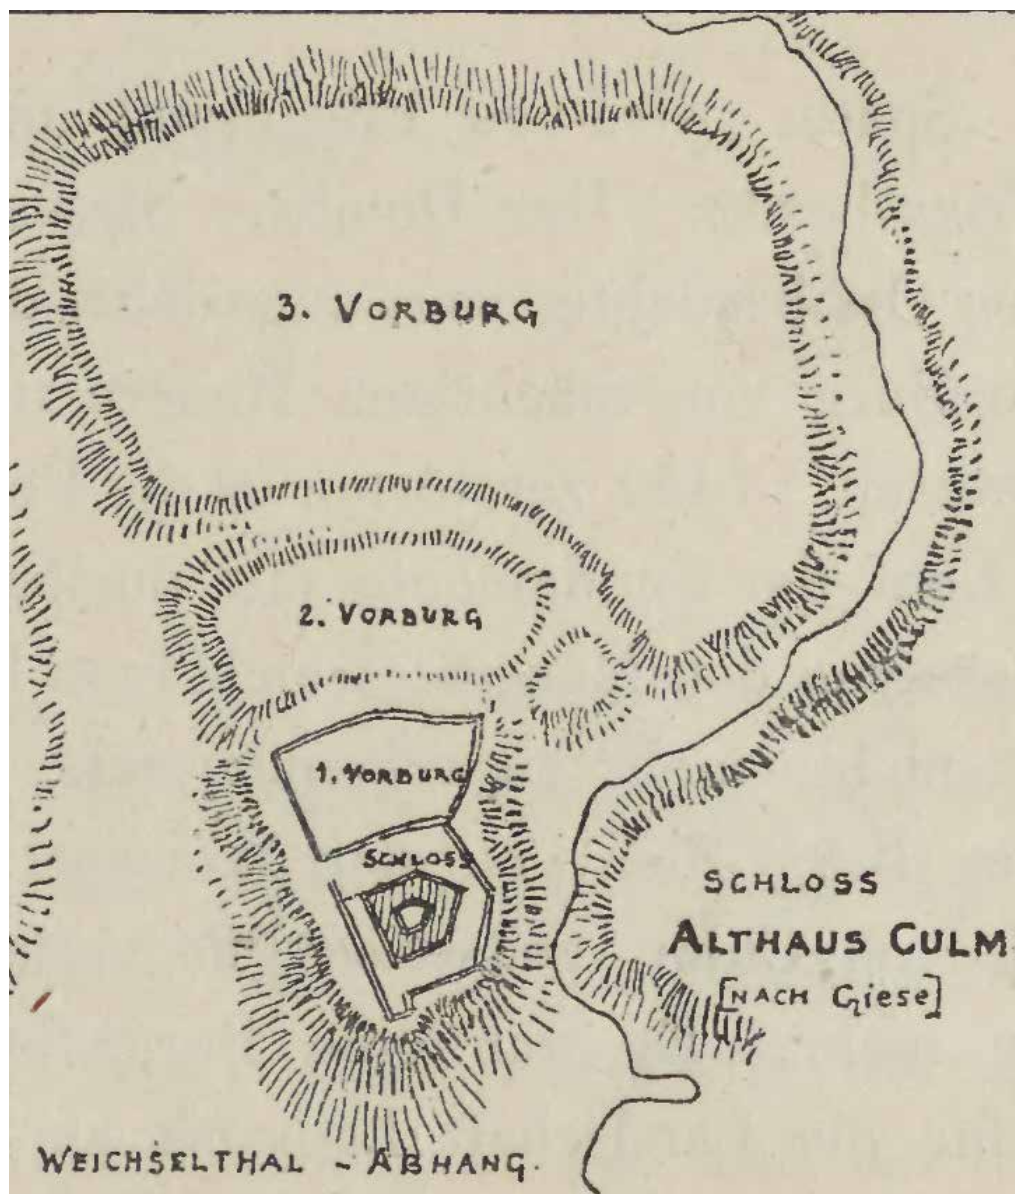 3. VORBURG
2. VORBURG
1. VORBURG
SCHLOSS
SCHLOSS
ALTHAUS CULM
[NACH Giese]
WEICHSELTHAL - ABHANG.